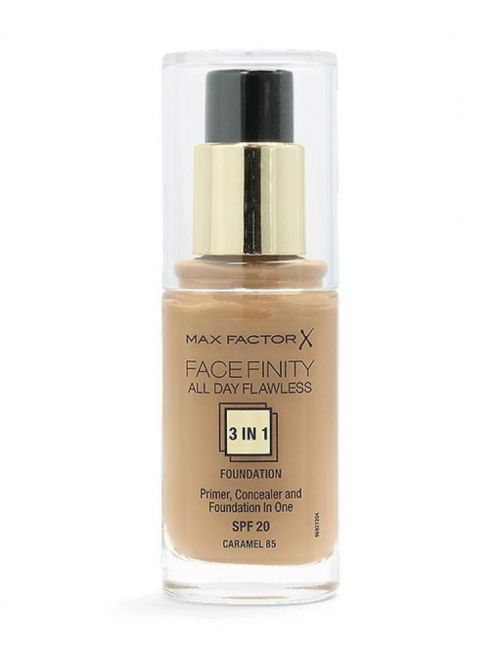 MAX FACTOR X
FACE FINITY
ALL DAY FLAWLESS
3 IN 1
FOUNDATION
Primer, Concealer and
Foundation In One
SPF 20
CARAMEL 85